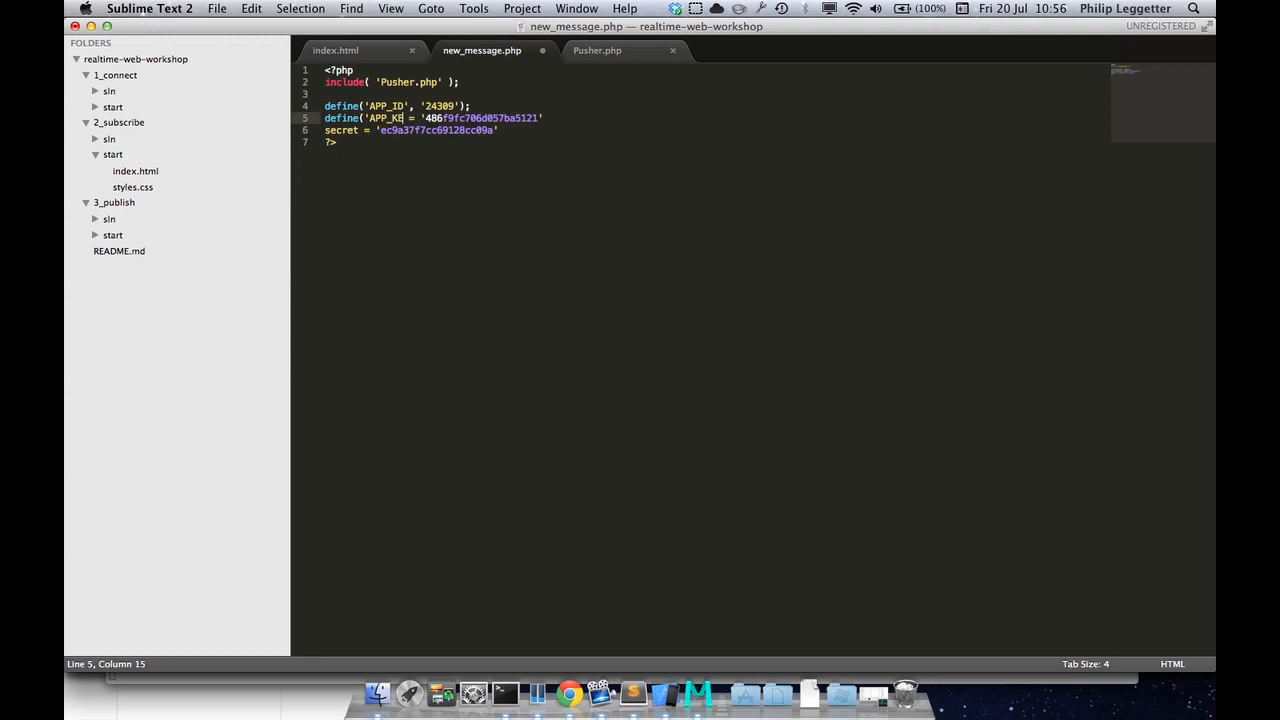 Sublime Text 2 File Edit Selection Find View Goto Tools Project Window Help (100%) Fri 20 Jul 10:56 Philip Leggetter
new_message.php — realtime-web-workshop UNREGISTERED
FOLDERS
realtime-web-workshop
1_connect
sln
start
2_subscribe
sln
start
index.html
styles.css
3_publish
sln
start
README.md
index.html new_message.php Pusher.php
1 <?php
2 include( 'Pusher.php' );
3
4 define('APP_ID', '24309');
5 define('APP_KE = '486f9fc706d057ba5121'
6 secret = 'ec9a37f7cc69128cc09a'
7 ?>
Line 5, Column 15 Tab Size: 4 HTML